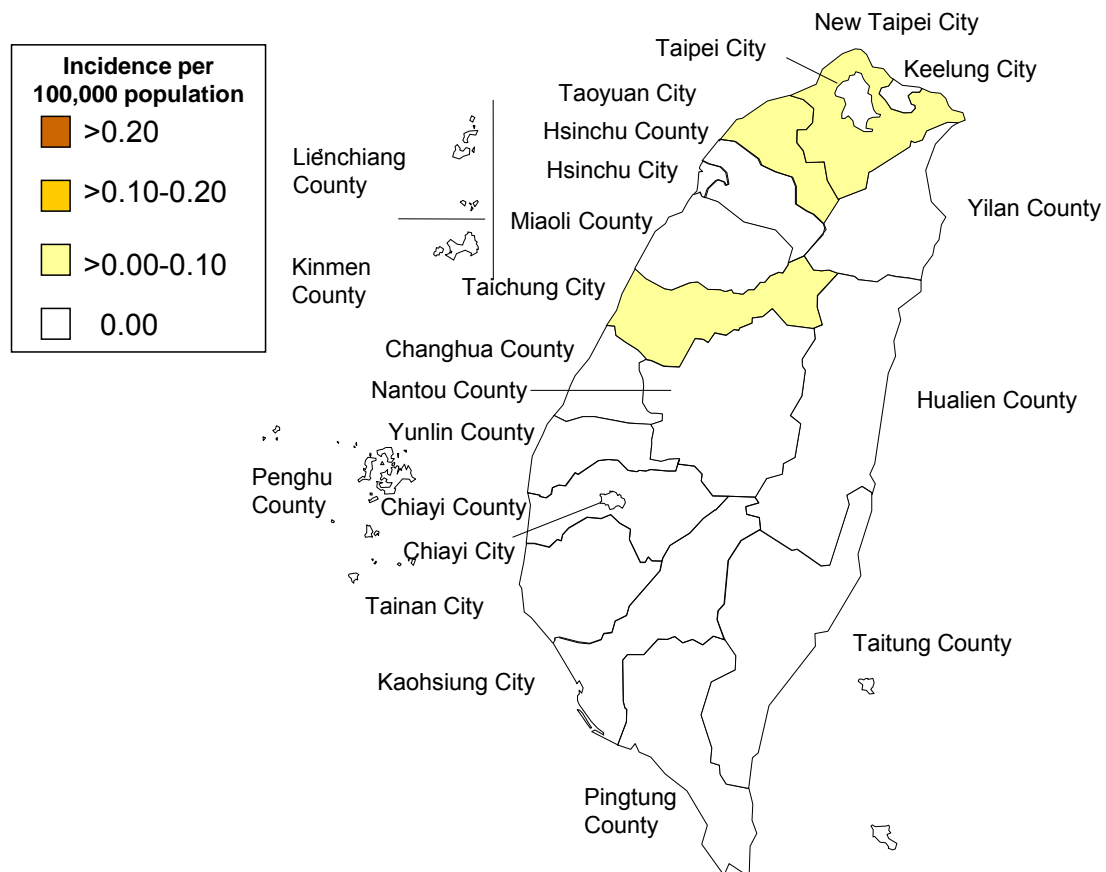 Incidence per
100,000 population
>0.20
>0.10-0.20
>0.00-0.10
0.00
New Taipei City
Taipei City
Keelung City
Taoyuan City
Hsinchu County
Hsinchu City
Lienchiang
County
Miaoli County
Yilan County
Kinmen
County
Taichung City
Changhua County
Nantou County
Hualien County
Yunlin County
Penghu
County
Chiayi County
Chiayi City
Tainan City
Taitung County
Kaohsiung City
Pingtung
County